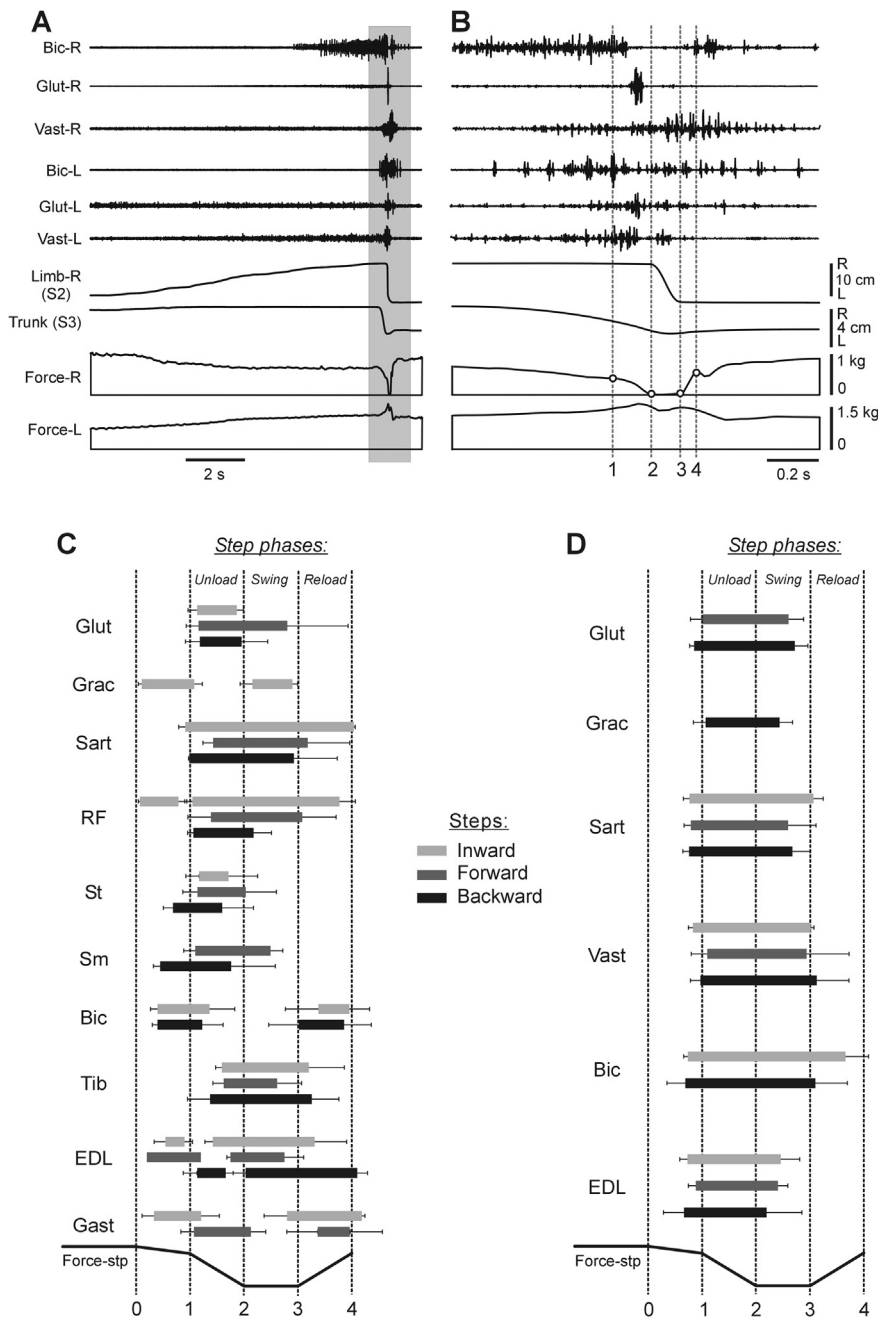 A
B
Bic-R
Glut-R
Vast-R
Bic-L
Glut-L
Vast-L
Limb-R
(S2)
R
10 cm
L
Trunk (S3)
R
4 cm
L
Force-R
1 kg
0
Force-L
1.5 kg
0
2 s
1 2 3 4
0.2 s
C
Step phases:
Unload Swing Reload
Glut
Grac
Sart
RF
St
Sm
Bic
Tib
EDL
Gast
Force-stp
0 1 2 3 4
Steps:
Inward
Forward
Backward
D
Step phases:
Unload Swing Reload
Glut
Grac
Sart
Vast
Bic
EDL
Force-stp
0 1 2 3 4